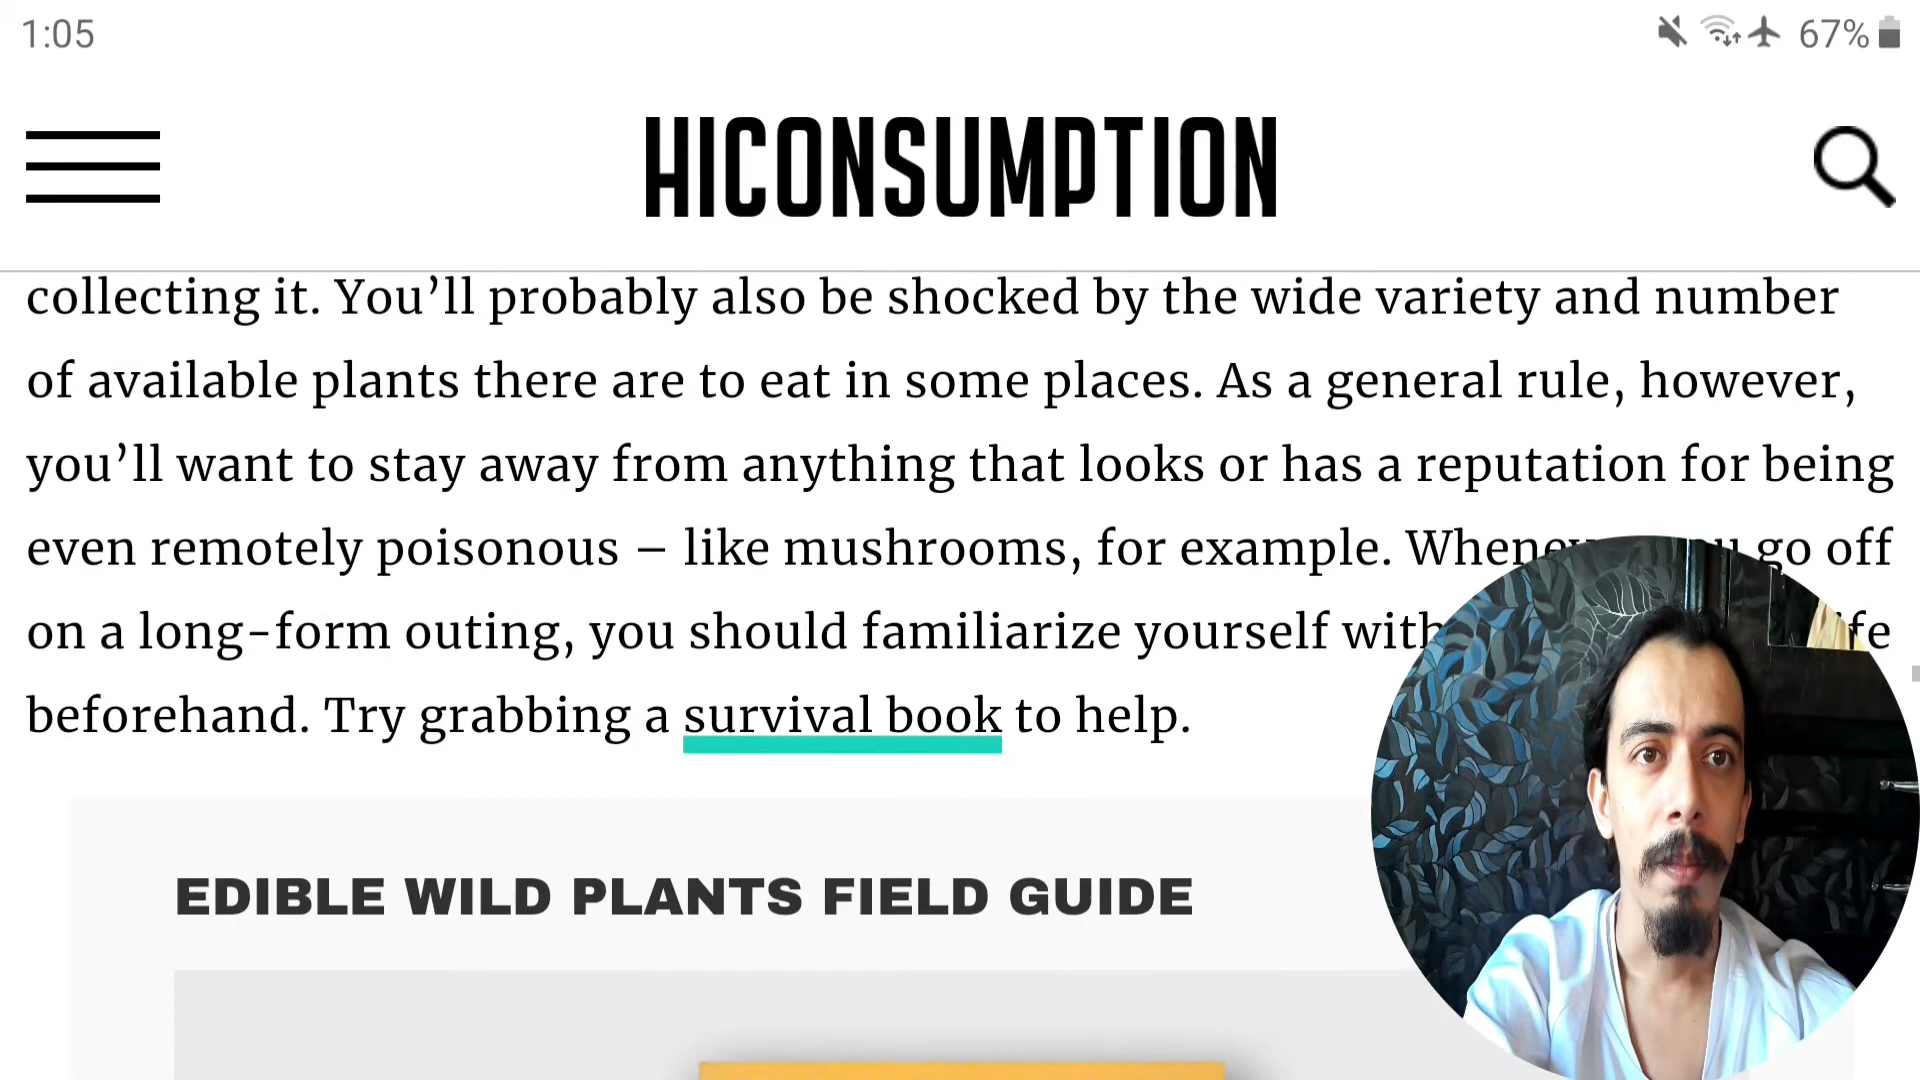 1:05
67%
HICONSUMPTION
collecting it. You’ll probably also be shocked by the wide variety and number
of available plants there are to eat in some places. As a general rule, however,
you’ll want to stay away from anything that looks or has a reputation for being
even remotely poisonous – like mushrooms, for example. go off
on a long-form outing, you should familiarize yourself with
beforehand. Try grabbing a survival book to help.
EDIBLE WILD PLANTS FIELD GUIDE